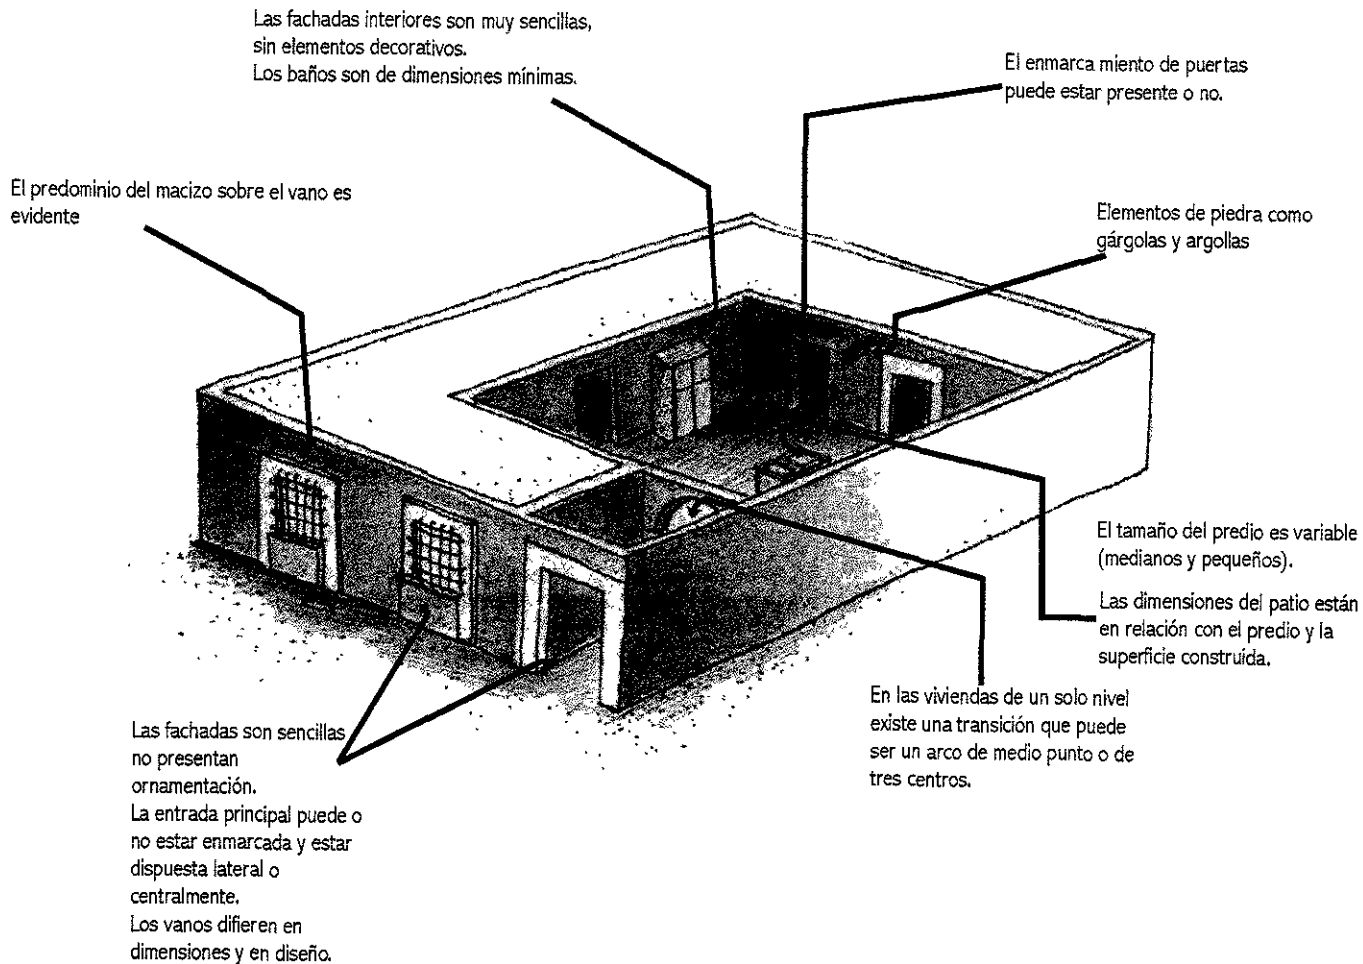 Las fachadas interiores son muy sencillas,
sin elementos decorativos.
Los baños son de dimensiones mínimas.
El enmarca miento de puertas
puede estar presente o no.
El predominio del macizo sobre el vano es
evidente
Elementos de piedra como
gárgolas y argollas
El tamaño del predio es variable
(medianos y pequeños).
Las dimensiones del patio están
en relación con el predio y la
superficie construida.
En las viviendas de un solo nivel
existe una transición que puede
ser un arco de medio punto o de
tres centros.
Las fachadas son sencillas
no presentan
ornamentación.
La entrada principal puede o
no estar enmarcada y estar
dispuesta lateral o
centralmente.
Los vanos difieren en
dimensiones y en diseño.